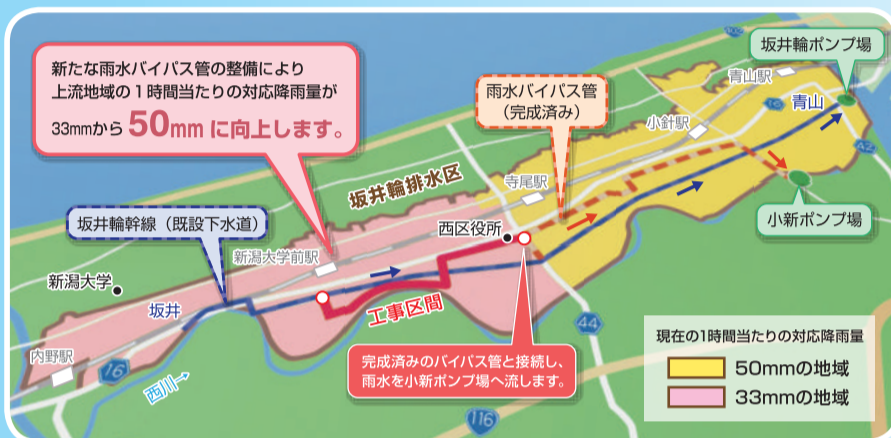 新たな雨水バイパス管の整備により
上流地域の1時間当たりの対応降雨量が
33mmから50mmに向上します。
坂井輪ポンプ場
青山駅
青山
雨水バイパス管
（完成済み）
小針駅
坂井輪排水区
寺尾駅
小新ポンプ場
坂井輪幹線（既設下水道）
西区役所
新潟大学前駅
新潟大学
坂井
工事区間
内野駅
16
西川→
44
116
16
402
402
完成済みのバイパス管と接続し、
雨水を小新ポンプ場へ流します。
現在の1時間当たりの対応降雨量
50mmの地域
33mmの地域